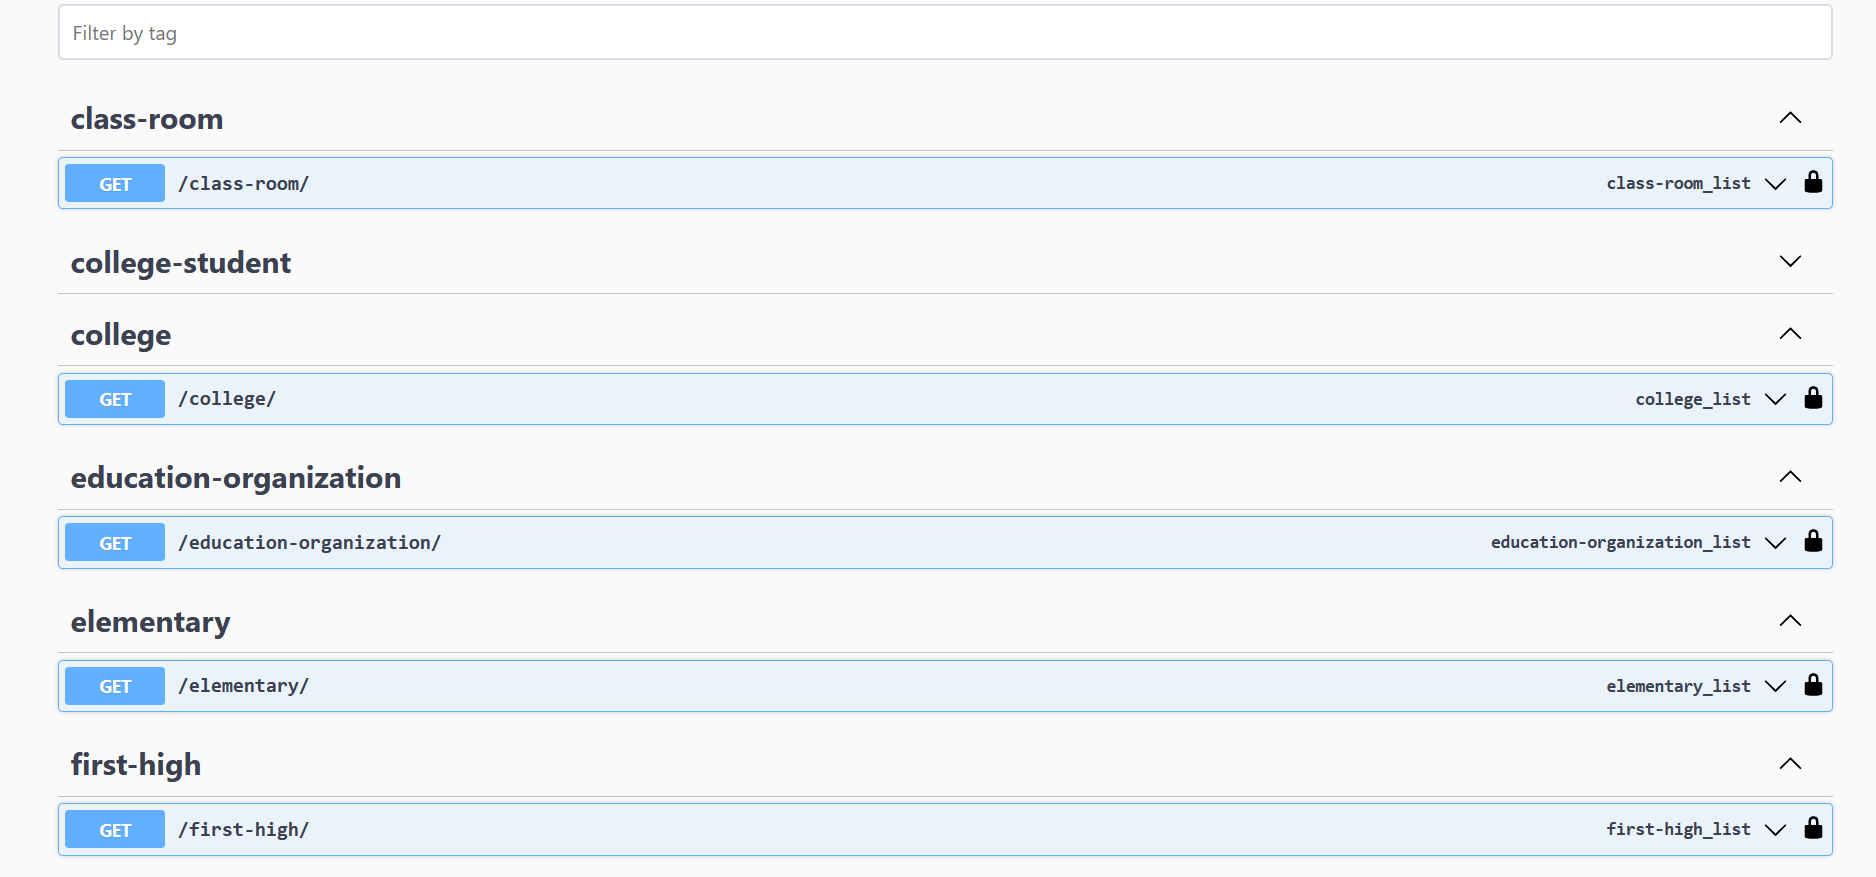 Filter by tag
class-room
GET /class-room/ class-room_list
college-student
college
GET /college/ college_list
education-organization
GET /education-organization/ education-organization_list
elementary
GET /elementary/ elementary_list
first-high
GET /first-high/ first-high_list